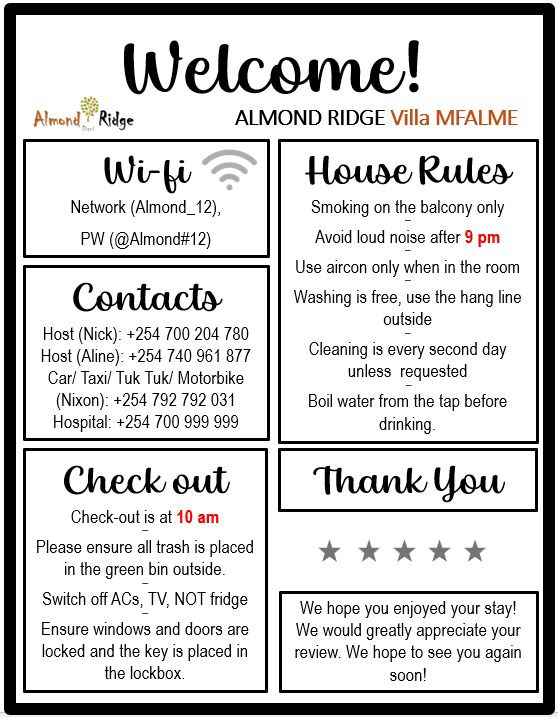 Welcome!
Almond Ridge
ALMOND RIDGE Villa MFALME
Wi-fi
Network (Almond_12),
PW (@Almond#12)
Contacts
Host (Nick): +254 700 204 780
Host (Aline): +254 740 961 877
Car/ Taxi/ Tuk Tuk/ Motorbike
(Nixon): +254 792 792 031
Hospital: +254 700 999 999
House Rules
Smoking on the balcony only
–
Avoid loud noise after 9 pm
–
Use aircon only when in the room
–
Washing is free, use the hang line
outside
–
Cleaning is every second day
unless  requested
–
Boil water from the tap before
drinking.
Check out
Check-out is at 10 am
–
Please ensure all trash is placed
in the green bin outside.
–
Switch off ACs, TV, NOT fridge
–
Ensure windows and doors are
locked and the key is placed in
the lockbox.
Thank You
We hope you enjoyed your stay!
We would greatly appreciate your
review. We hope to see you again
soon!